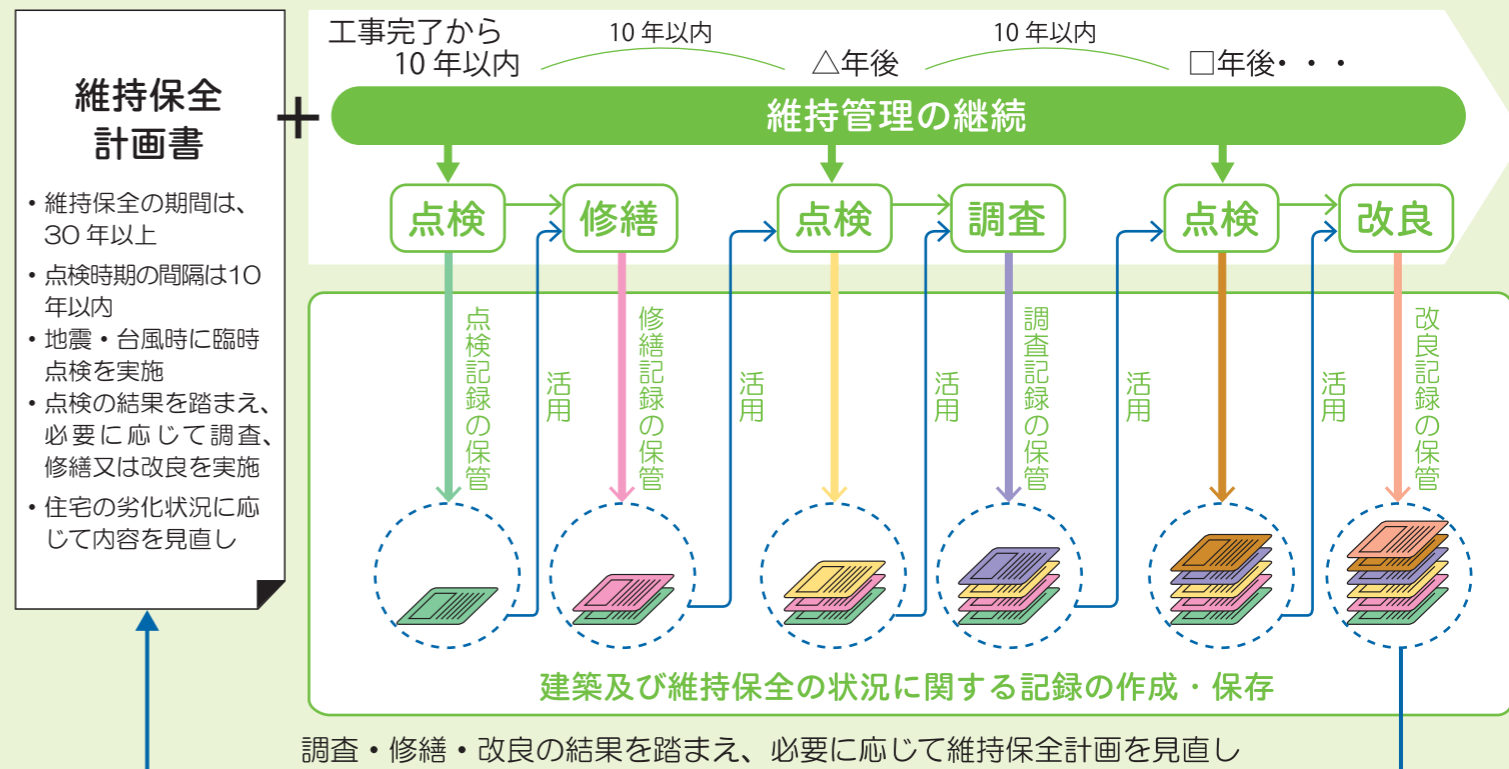 維持保全
計画書
・維持保全の期間は、
30 年以上
・点検時期の間隔は10
年以内
・地震・台風時に臨時
点検を実施
・点検の結果を踏まえ、
必要に応じて調査、
修繕又は改良を実施
・住宅の劣化状況に応
じて内容を見直し
+
工事完了から
10 年以内
10 年以内
△年後
10 年以内
□年後・・・
維持管理の継続
点検
修繕
点検
調査
点検
改良
点検記録の保管
活用
修繕記録の保管
活用
活用
調査記録の保管
活用
活用
改良記録の保管
建築及び維持保全の状況に関する記録の作成・保存
調査・修繕・改良の結果を踏まえ、必要に応じて維持保全計画を見直し